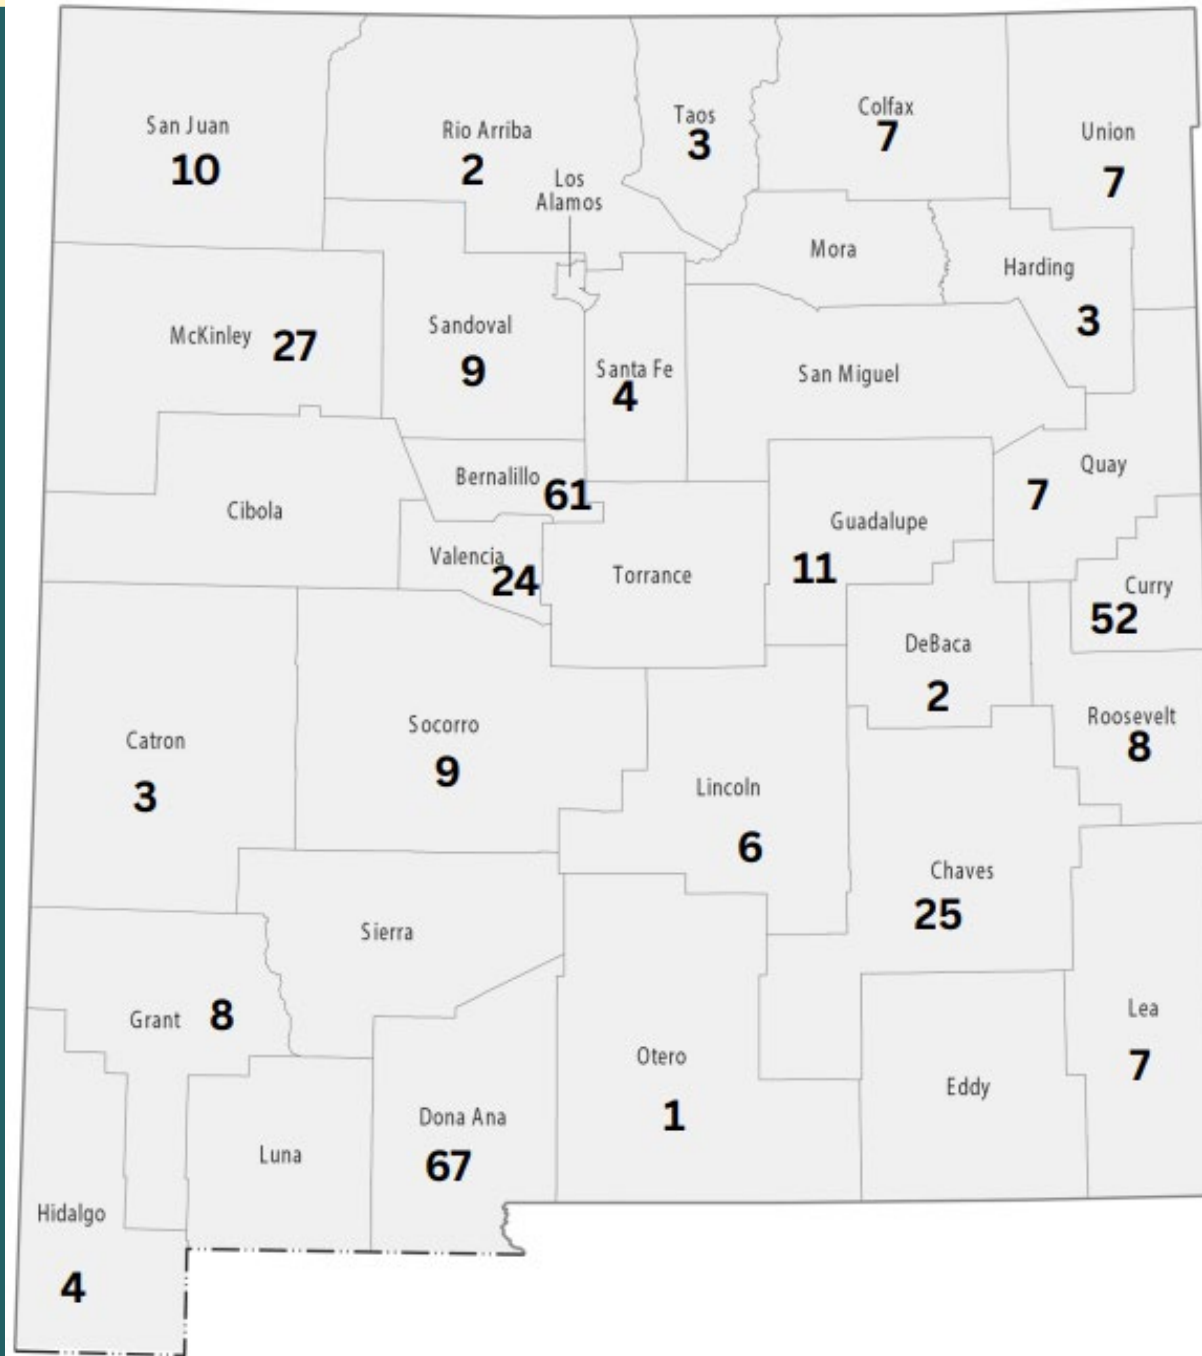 San Juan
10
Rio Arriba
2
Taos
3
Colfax
7
Union
7
Los
Alamos
Mora
Harding
3
McKinley 27
Sandoval
9
Santa Fe
4
San Miguel
Bernalillo
61
Quay
7
Cibola
Valencia
24
Torrance
Guadalupe
11
Curry
52
DeBaca
2
Roosevelt
8
Catron
3
Socorro
9
Lincoln
6
Chaves
25
Sierra
Grant 8
Otero
1
Lea
7
Eddy
Dona Ana
67
Luna
Hidalgo
4